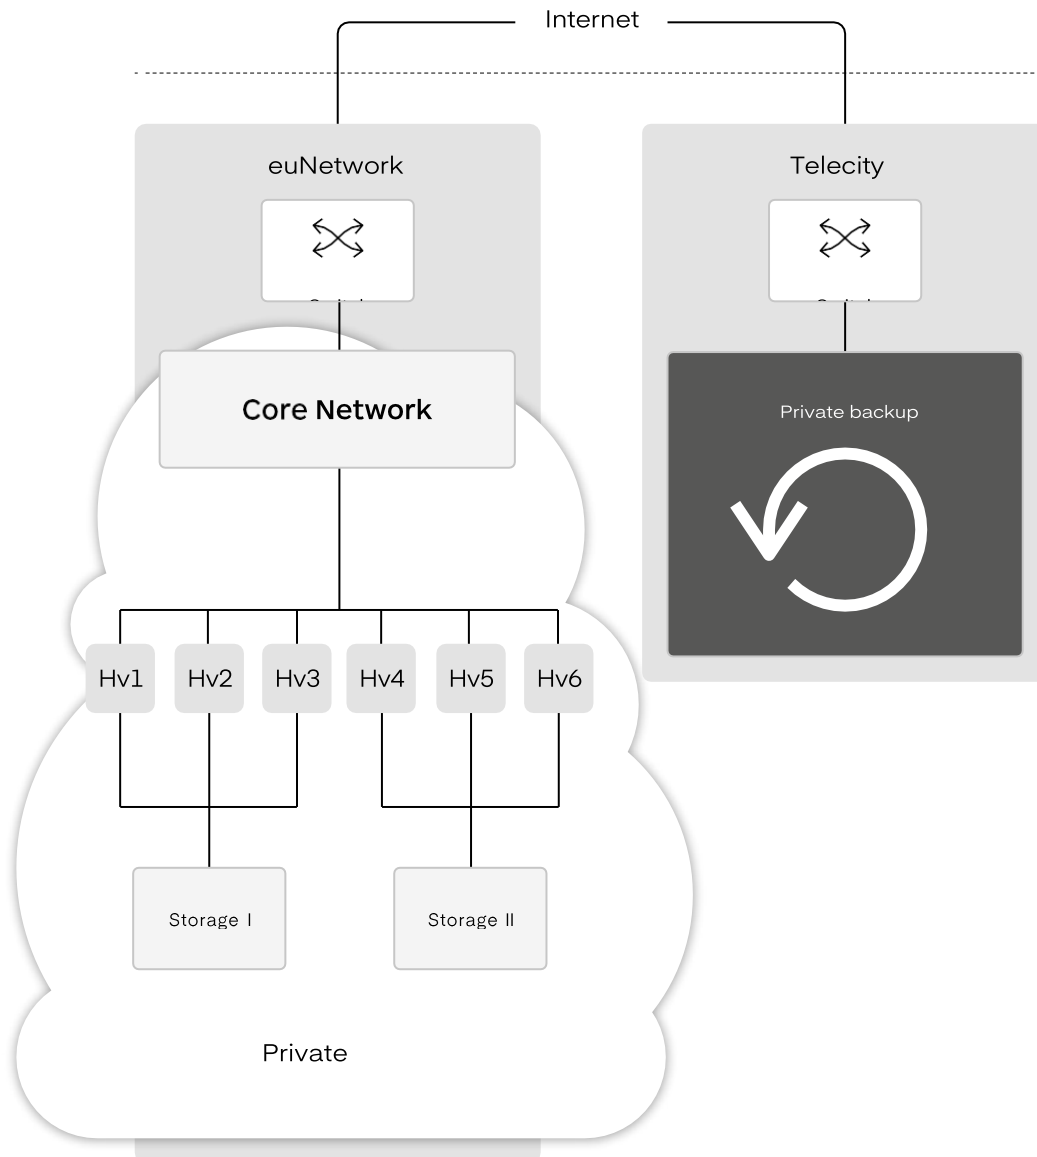 Internet
euNetwork
Telecity
Core Network
Private backup
Hv1
Hv2
Hv3
Hv4
Hv5
Hv6
Storage I
Storage II
Private